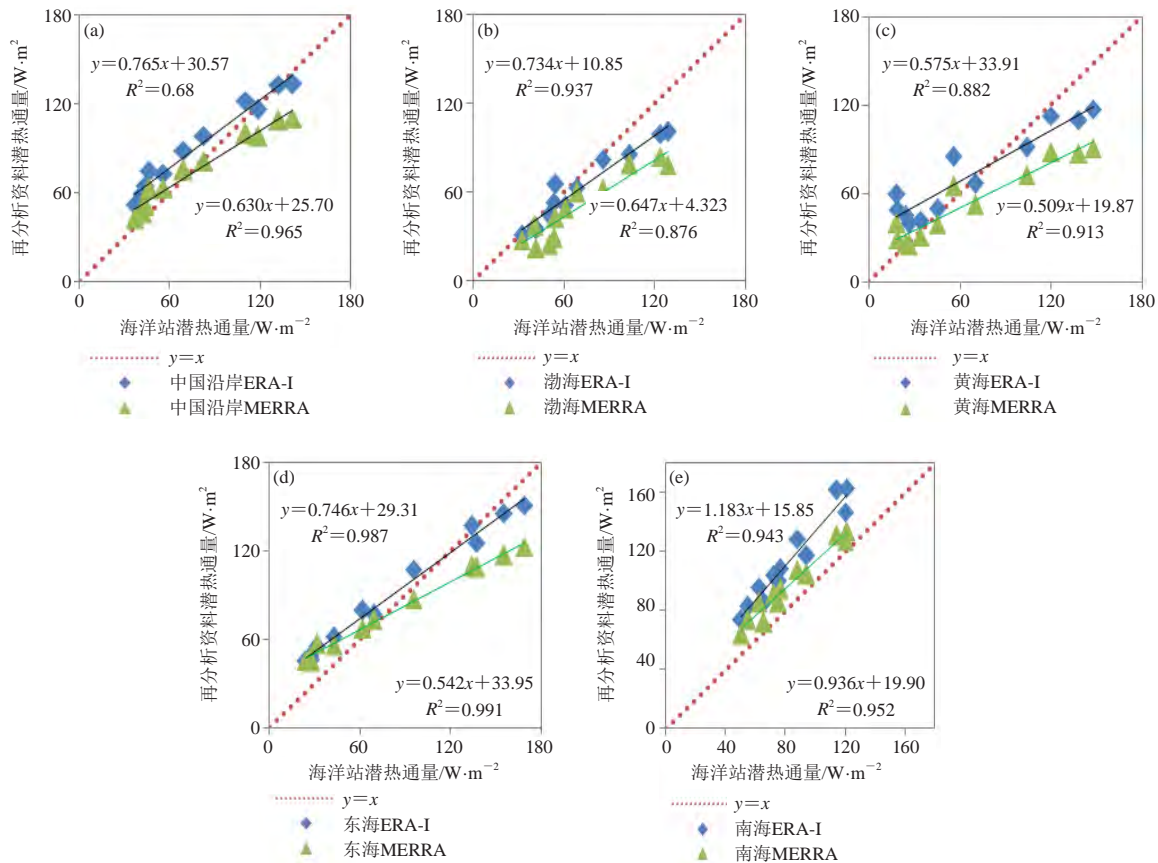 (a)
180
120
60
0
60
120
180
y=0.765x+30.57
R²=0.68
y=0.630x+25.70
R²=0.965
再分析资料潜热通量/W·m²
海洋站潜热通量/W·m⁻²
y=x
中国沿岸ERA-I
中国沿岸MERRA
(b)
180
120
60
0
0
60
120
180
y=0.734x+10.85
R²=0.937
y=0.647x+4.323
R²=0.876
再分析资料潜热通量/W·m²
海洋站潜热通量/W·m⁻²
y=x
渤海ERA-I
渤海MERRA
(c)
180
120
60
0
0
60
120
180
y=0.575x+33.91
R²=0.882
y=0.509x+19.87
R²=0.913
再分析资料潜热通量/W·m²
海洋站潜热通量/W·m⁻²
y=x
黄海ERA-I
黄海MERRA
(d)
180
120
60
0
0
60
120
180
y=0.746x+29.31
R²=0.987
y=0.542x+33.95
R²=0.991
再分析资料潜热通量/W·m²
海洋站潜热通量/W·m⁻²
y=x
东海ERA-I
东海MERRA
(e)
160
120
80
40
0
0
40
80
120
160
y=1.183x+15.85
R²=0.943
y=0.936x+19.90
R²=0.952
再分析资料潜热通量/W·m²
海洋站潜热通量/W·m⁻²
y=x
南海ERA-I
南海MERRA